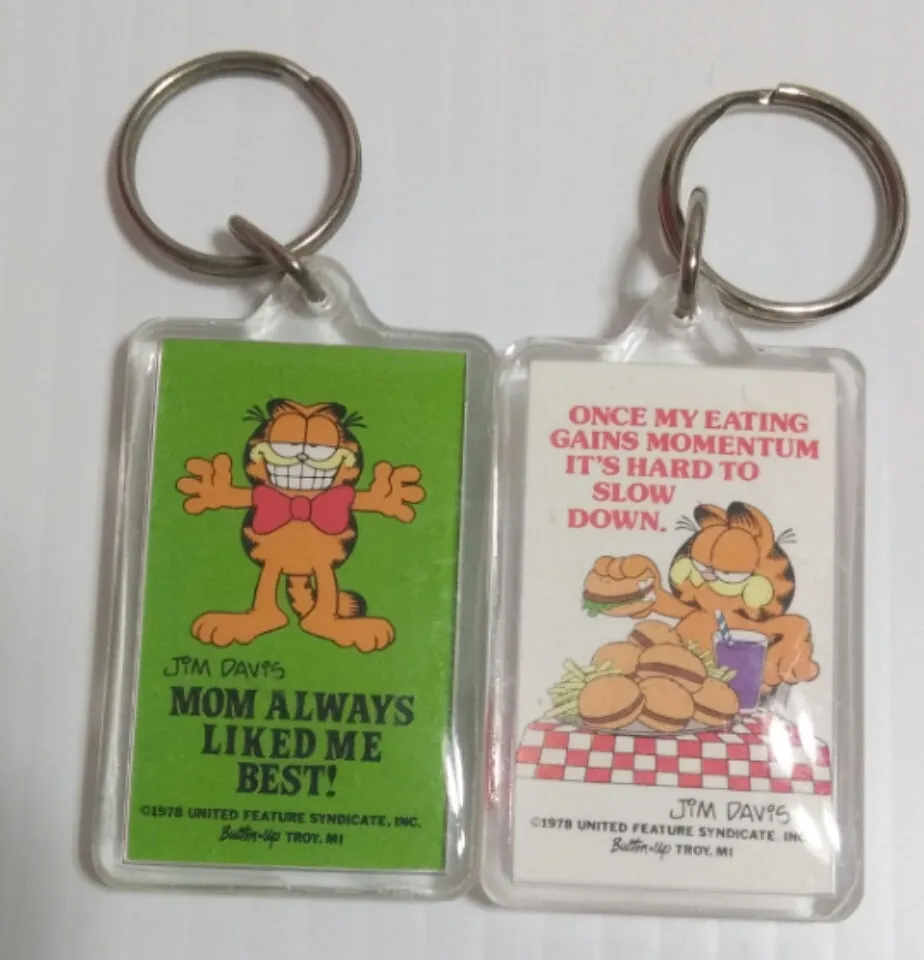 JIM DAVIS
MOM ALWAYS
LIKED ME
BEST!
©1978 UNITED FEATURE SYNDICATE, INC.
Button-Up TROY, MI
ONCE MY EATING
GAINS MOMENTUM
IT'S HARD TO
SLOW
DOWN.
JIM DAVIS
©1978 UNITED FEATURE SYNDICATE, INC
Button-Up TROY, MI